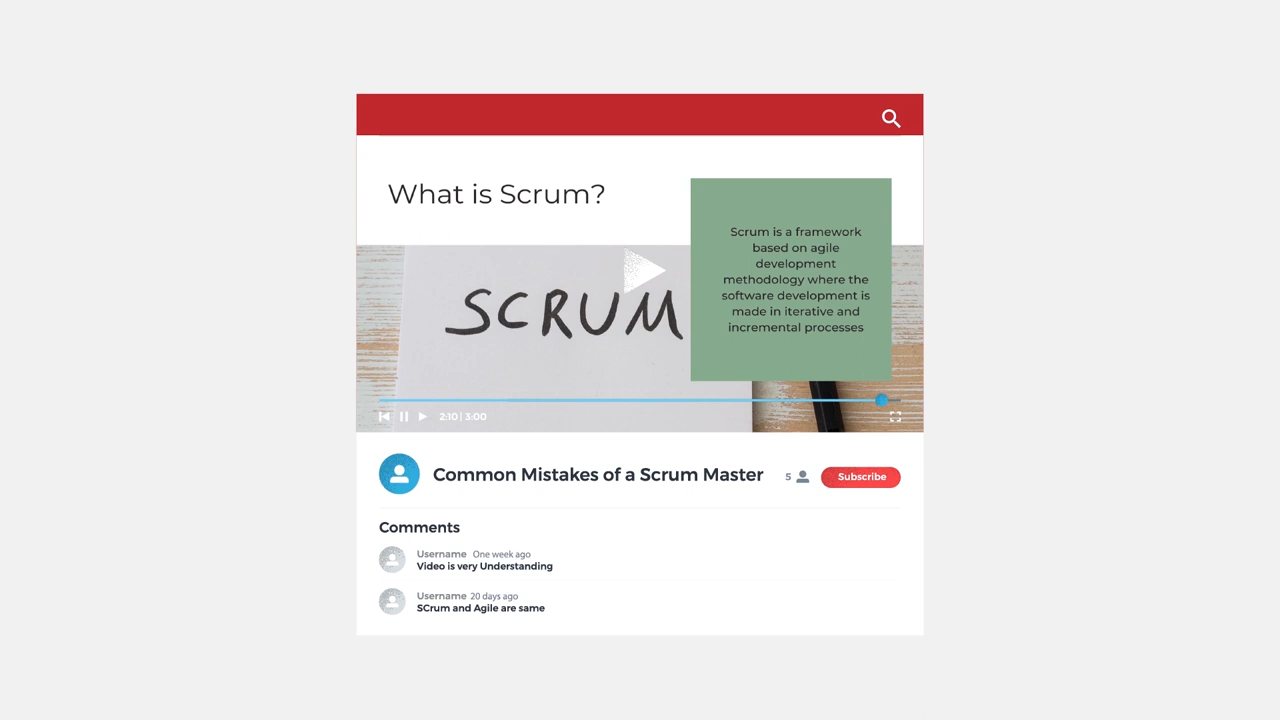 What is Scrum?
Scrum is a framework
based on agile
development
methodology where the
software development is
made in iterative and
incremental processes
SCRUM
2:10 | 3:00
Common Mistakes of a Scrum Master
5
Subscribe
Comments
Username One week ago
Video is very Understanding
Username 20 days ago
SCrum and Agile are same